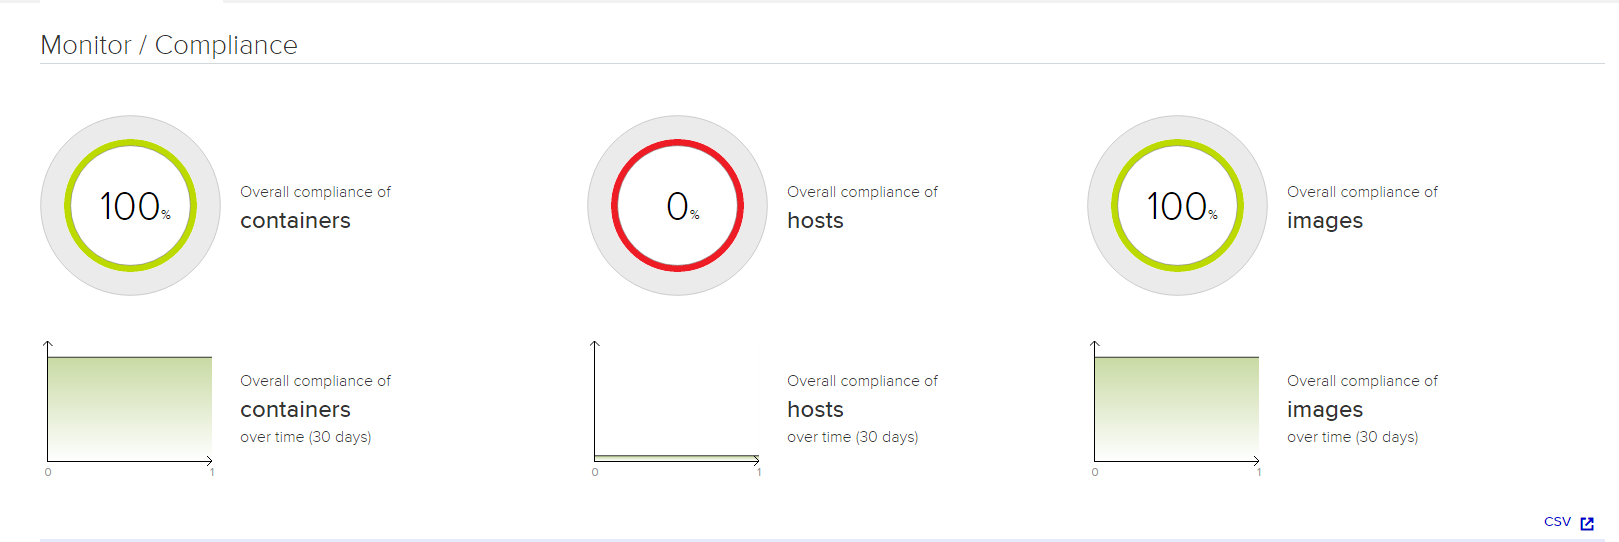 Monitor / Compliance
100%
Overall compliance of
containers
0%
Overall compliance of
hosts
100%
Overall compliance of
images
Overall compliance of
containers
over time (30 days)
0 1
Overall compliance of
hosts
over time (30 days)
0 1
Overall compliance of
images
over time (30 days)
0 1
CSV